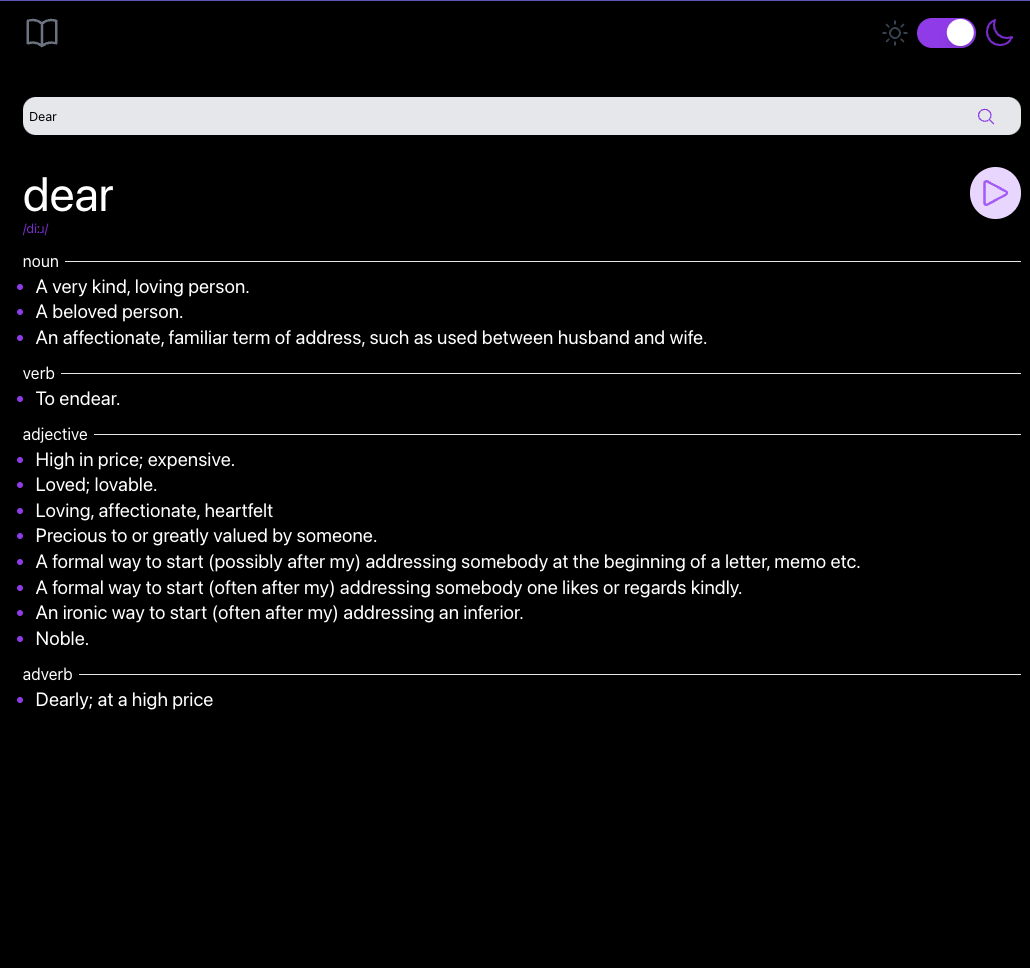 Dear
dear
/diːɹ/
noun
A very kind, loving person.
A beloved person.
An affectionate, familiar term of address, such as used between husband and wife.
verb
To endear.
adjective
High in price; expensive.
Loved; lovable.
Loving, affectionate, heartfelt
Precious to or greatly valued by someone.
A formal way to start (possibly after my) addressing somebody at the beginning of a letter, memo etc.
A formal way to start (often after my) addressing somebody one likes or regards kindly.
An ironic way to start (often after my) addressing an inferior.
Noble.
adverb
Dearly; at a high price